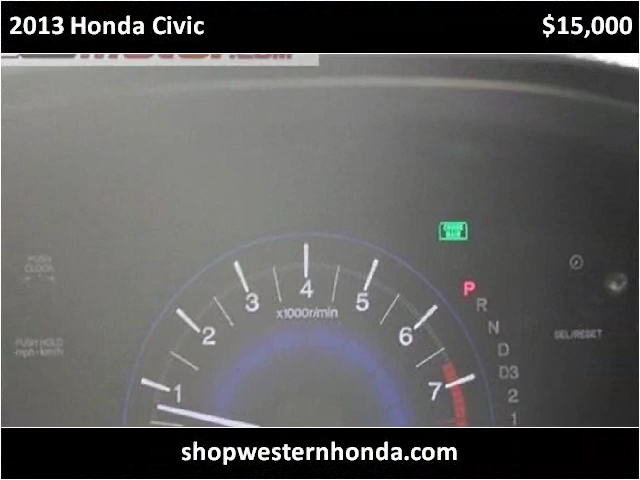 2013 Honda Civic $15,000
PUSH
CLOCK
PUSH HOLD
mph-km/h
1 2 3 4 5 6 7
x1000r/min
P
R
N
D
D3
2
1
SEL/RESET
shopwesternhonda.com